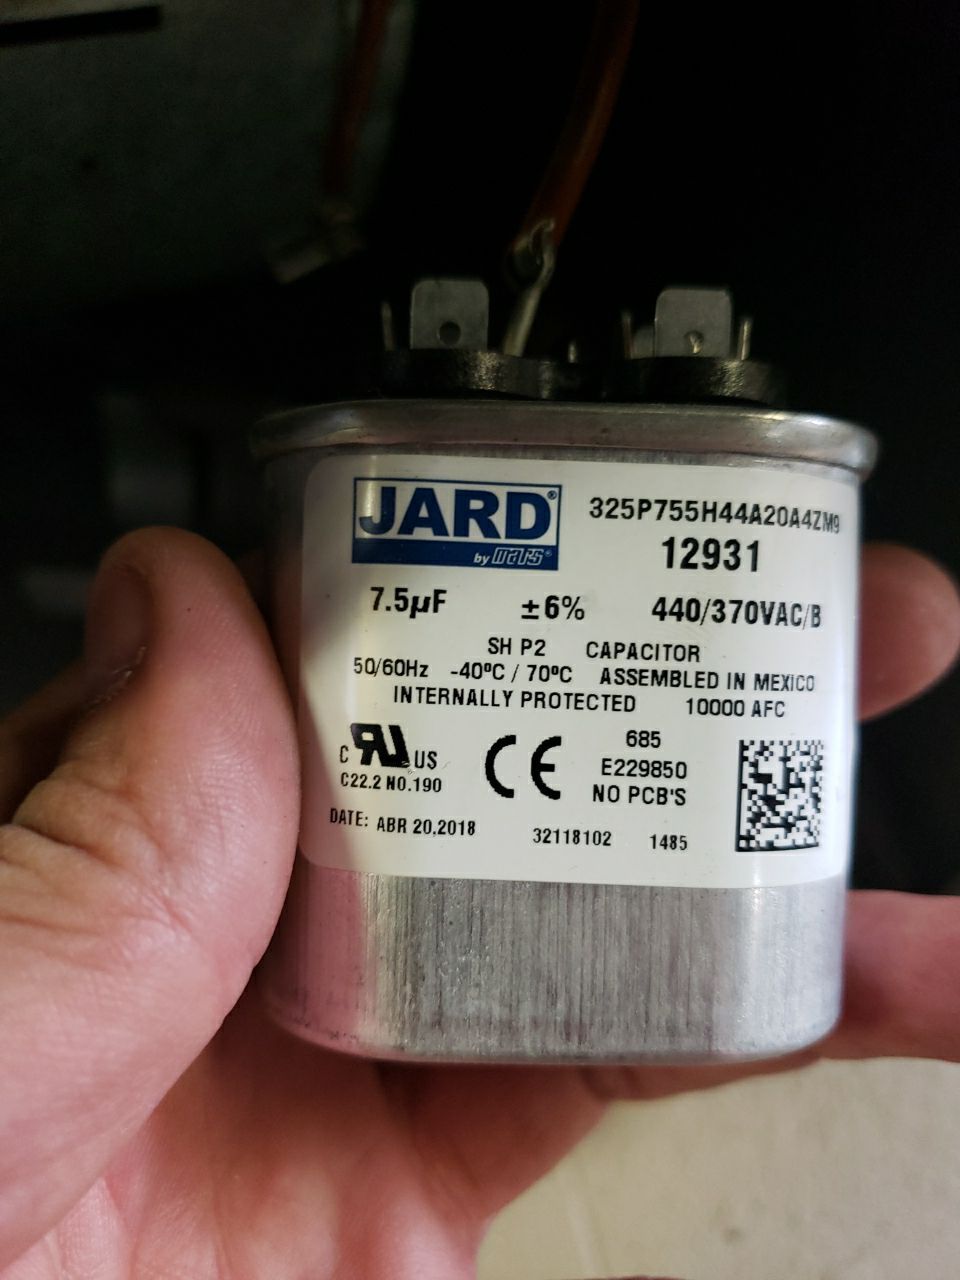 JARD®
by mars®
325P755H44A20A4ZM9
12931
7.5µF ±6% 440/370VAC/B
SH P2 CAPACITOR
50/60Hz -40ºC / 70ºC ASSEMBLED IN MEXICO
INTERNALLY PROTECTED 10000 AFC
C RU US
C22.2 NO.190
CE
685
E229850
NO PCB'S
DATE: ABR 20,2018 32118102 1485